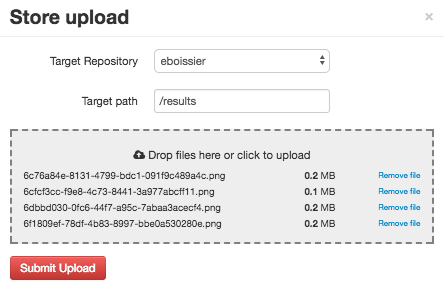 Store upload
×
Target Repository
eboissier
Target path
/results
Drop files here or click to upload
6c76a84e-8131-4799-bdc1-091f9c489a4c.png 0.2 MB Remove file
6cfcf3cc-f9e8-4c73-8441-3a977abcff11.png 0.1 MB Remove file
6dbbd030-0fc6-44f7-a95c-7abaa3acecf4.png 0.2 MB Remove file
6f1809ef-78df-4b83-8997-bbe0a530280e.png 0.2 MB Remove file
Submit Upload